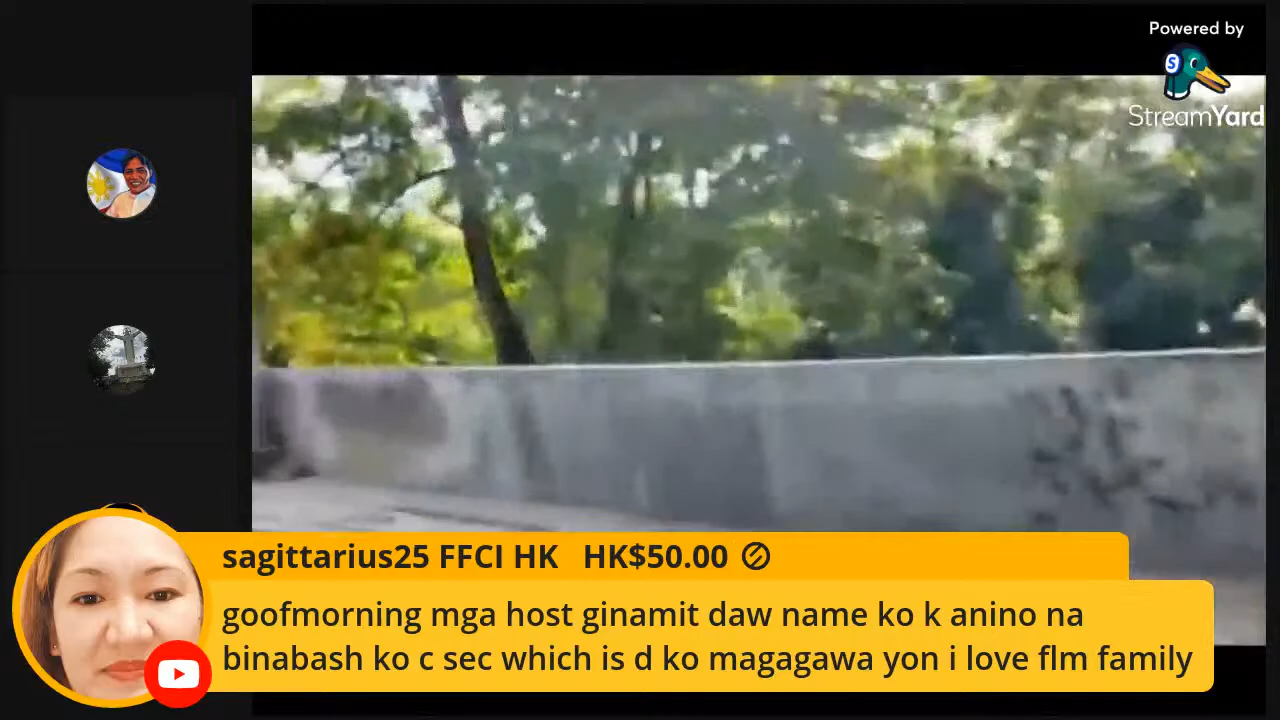 Powered by
StreamYard
sagittarius25 FFCI HK HK$50.00
goofmorning mga host ginamit daw name ko k anino na
binabash ko c sec which is d ko magagawa yon i love flm family